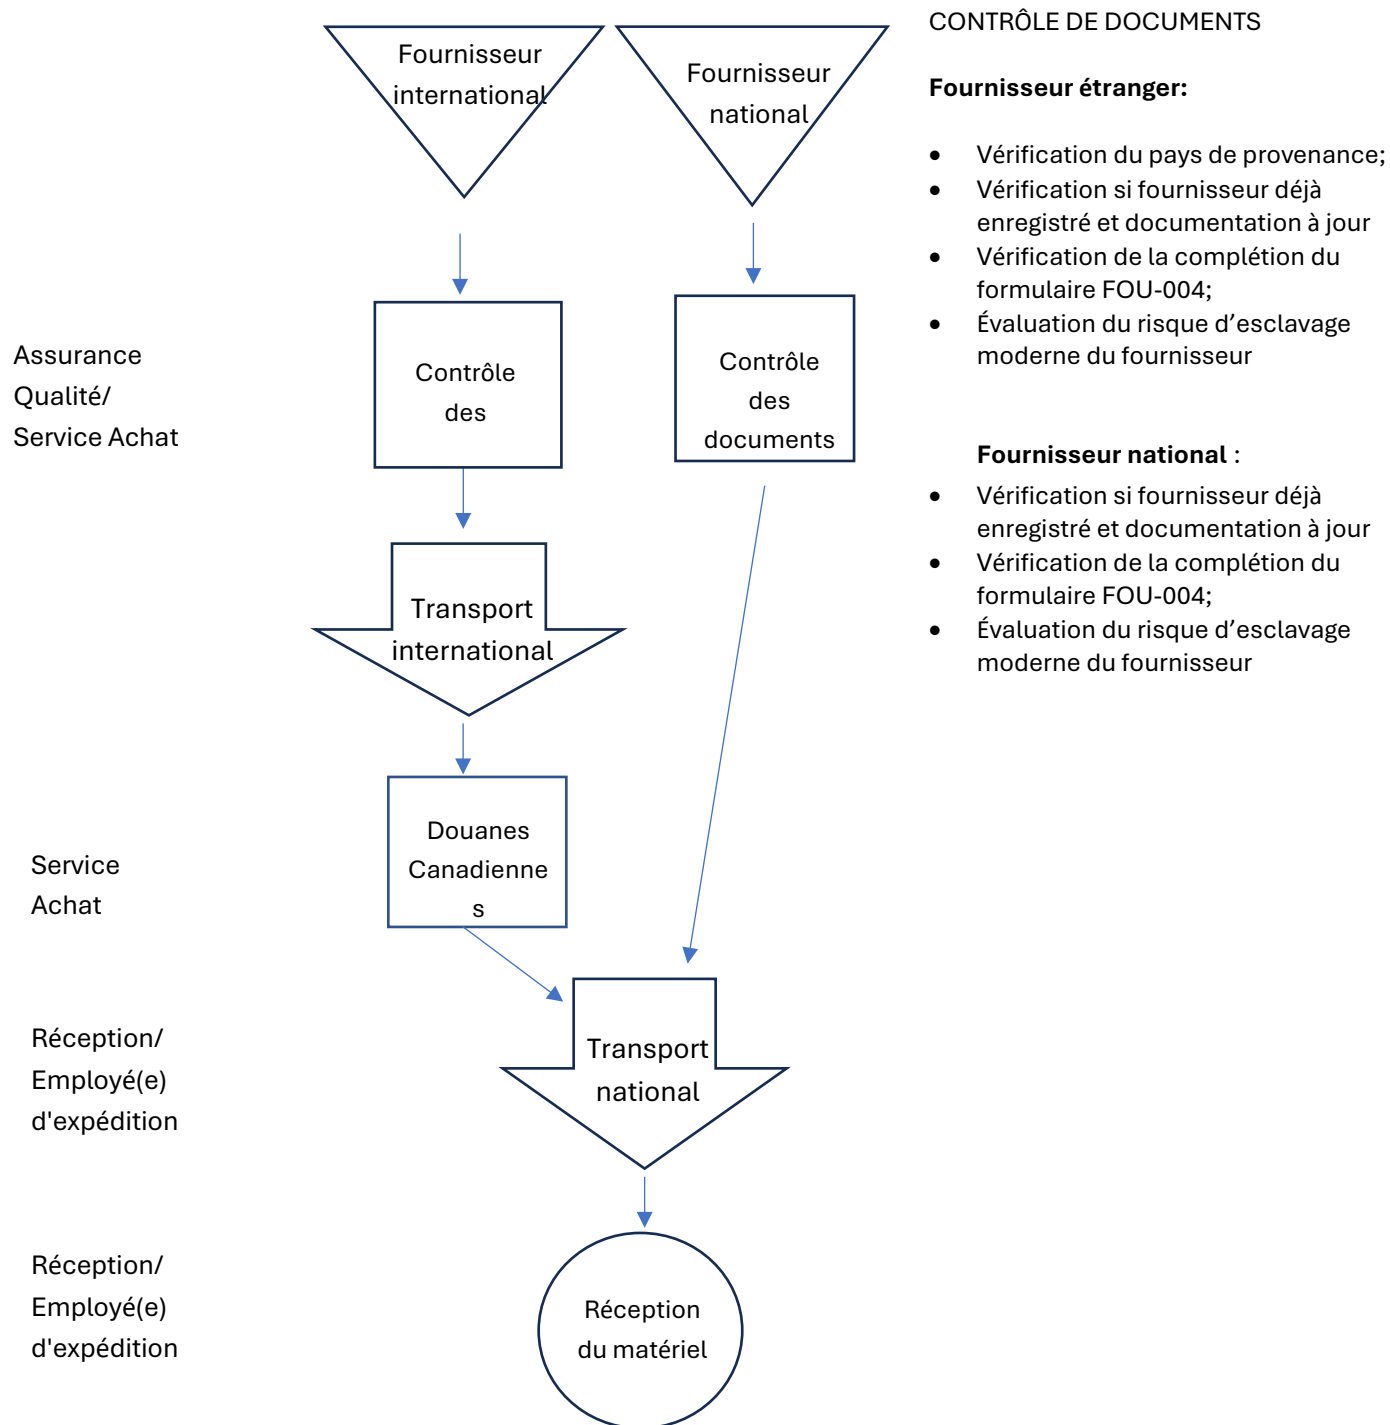 CONTRÔLE DE DOCUMENTS
Fournisseur
international
Fournisseur
national
Fournisseur étranger:
• Vérification du pays de provenance;
• Vérification si fournisseur déjà
enregistré et documentation à jour
• Vérification de la complétion du
formulaire FOU-004;
• Évaluation du risque d’esclavage
moderne du fournisseur
Assurance
Qualité/
Service Achat
Contrôle
des
Contrôle
des
documents
Fournisseur national :
• Vérification si fournisseur déjà
enregistré et documentation à jour
• Vérification de la complétion du
formulaire FOU-004;
• Évaluation du risque d’esclavage
moderne du fournisseur
Transport
international
Service
Achat
Douanes
Canadienne
s
Réception/
Employé(e)
d'expédition
Transport
national
Réception/
Employé(e)
d'expédition
Réception
du matériel